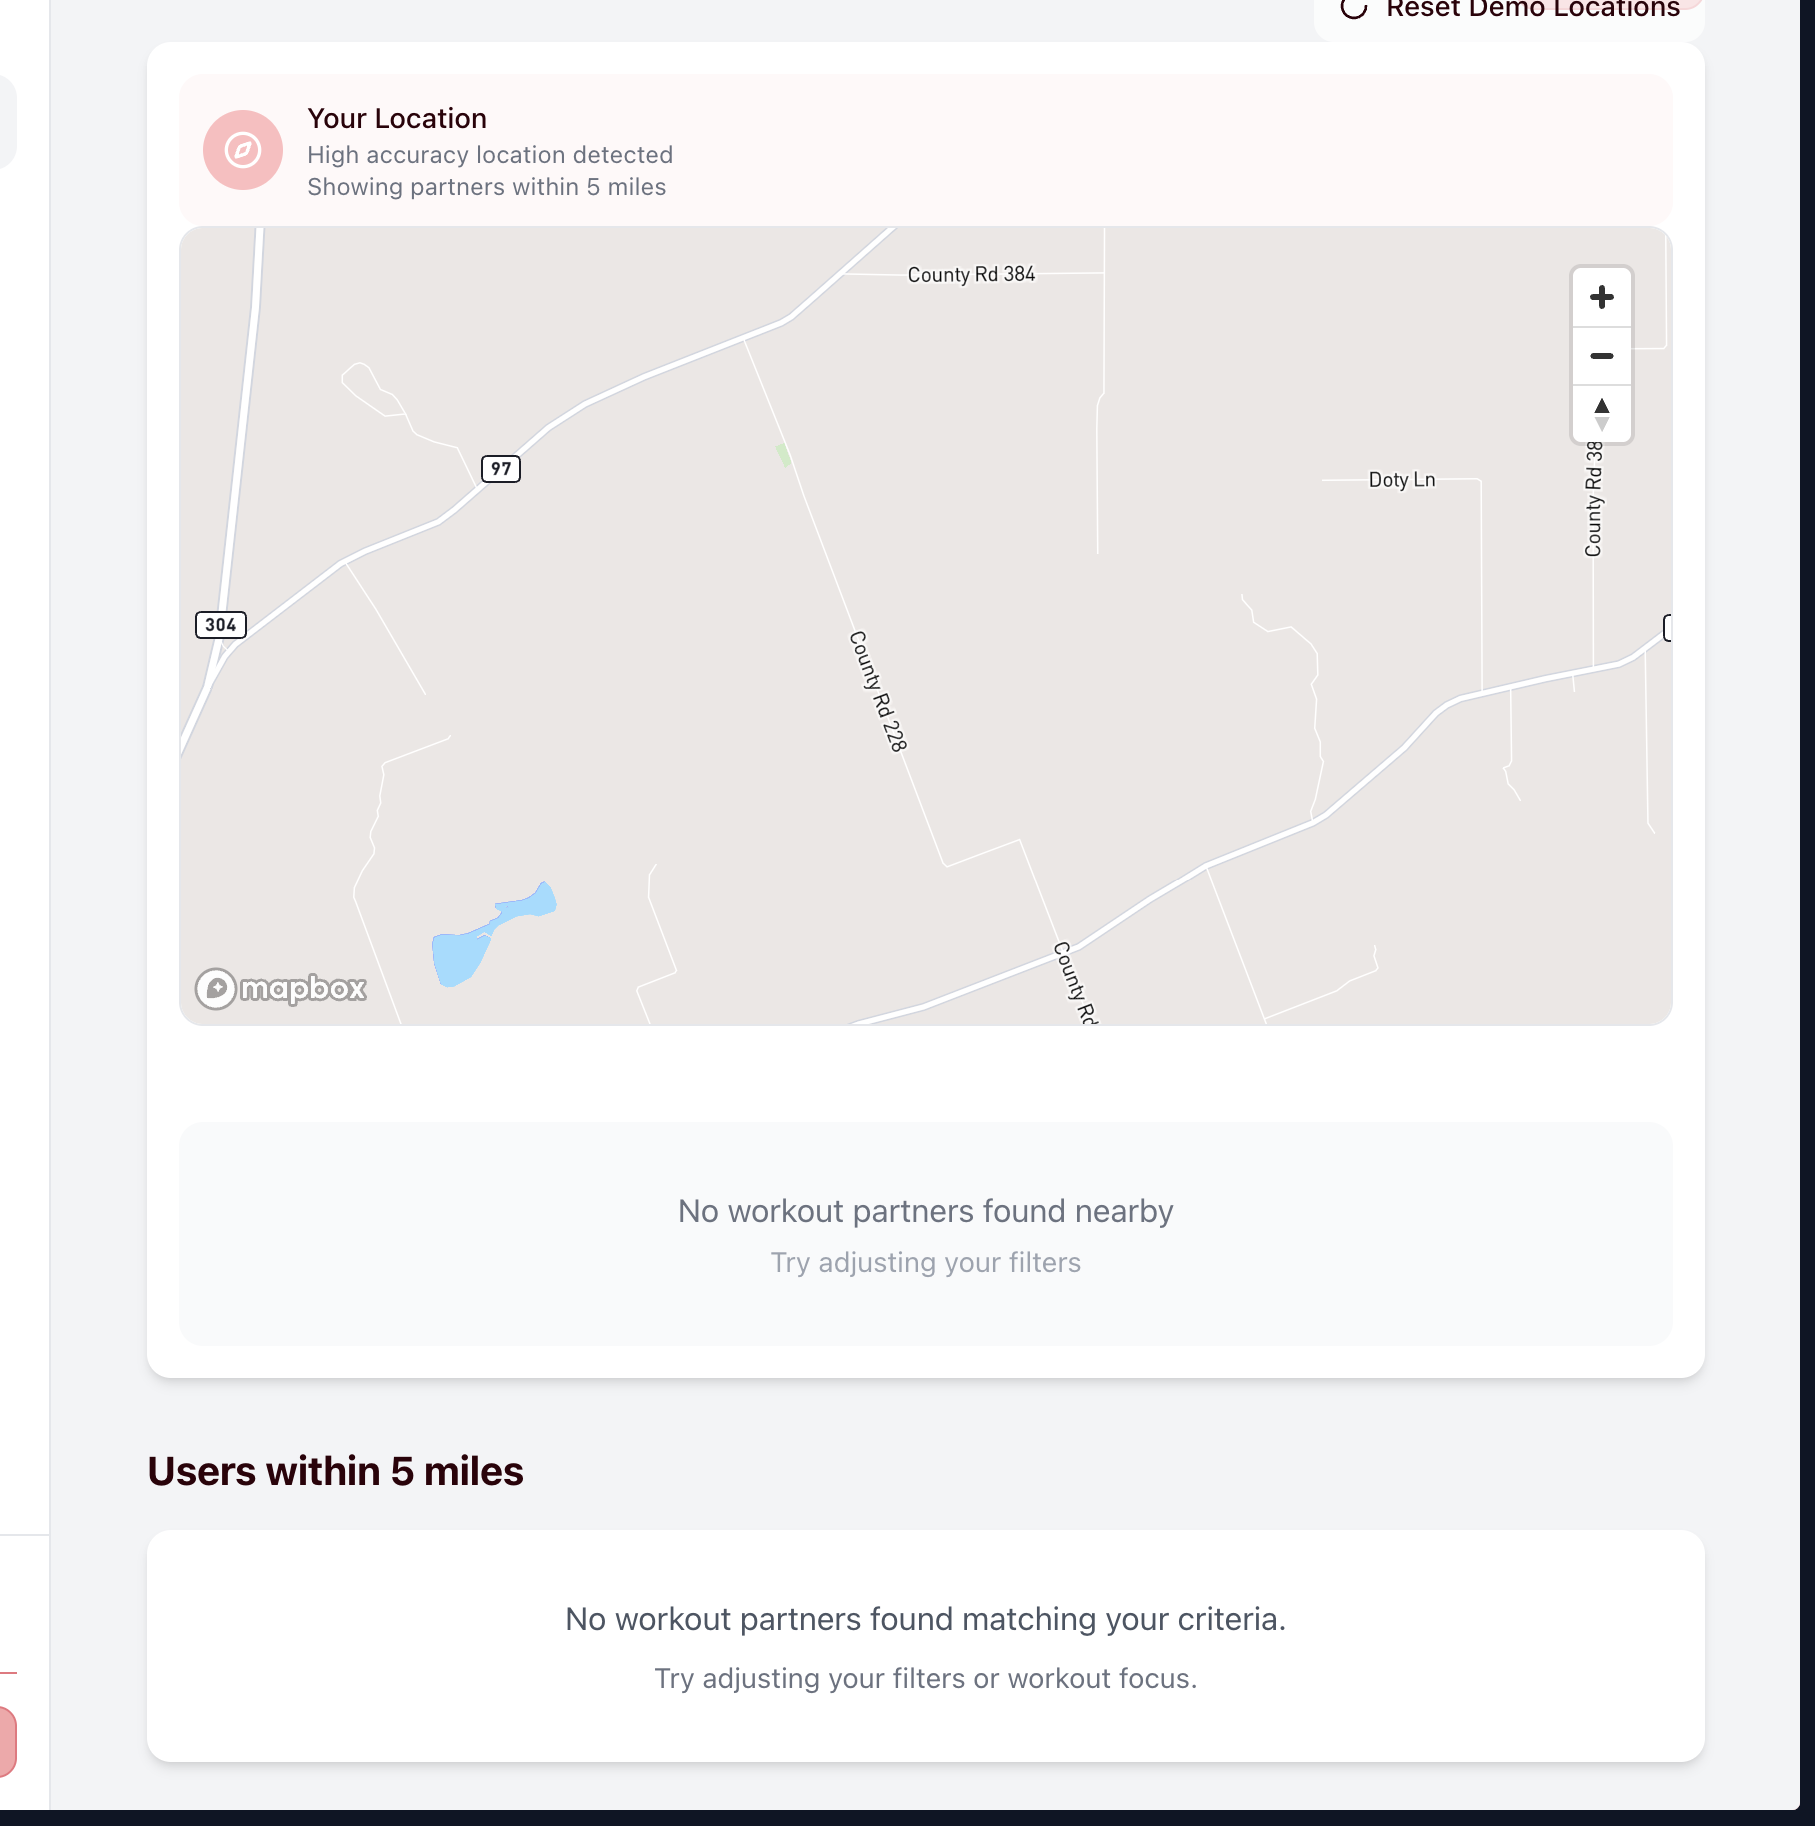 Reset Demo Locations
Your Location
High accuracy location detected
Showing partners within 5 miles
County Rd 384
97
Doty Ln
County Rd 38
304
County Rd 228
County Rd
mapbox
No workout partners found nearby
Try adjusting your filters
Users within 5 miles
No workout partners found matching your criteria.
Try adjusting your filters or workout focus.